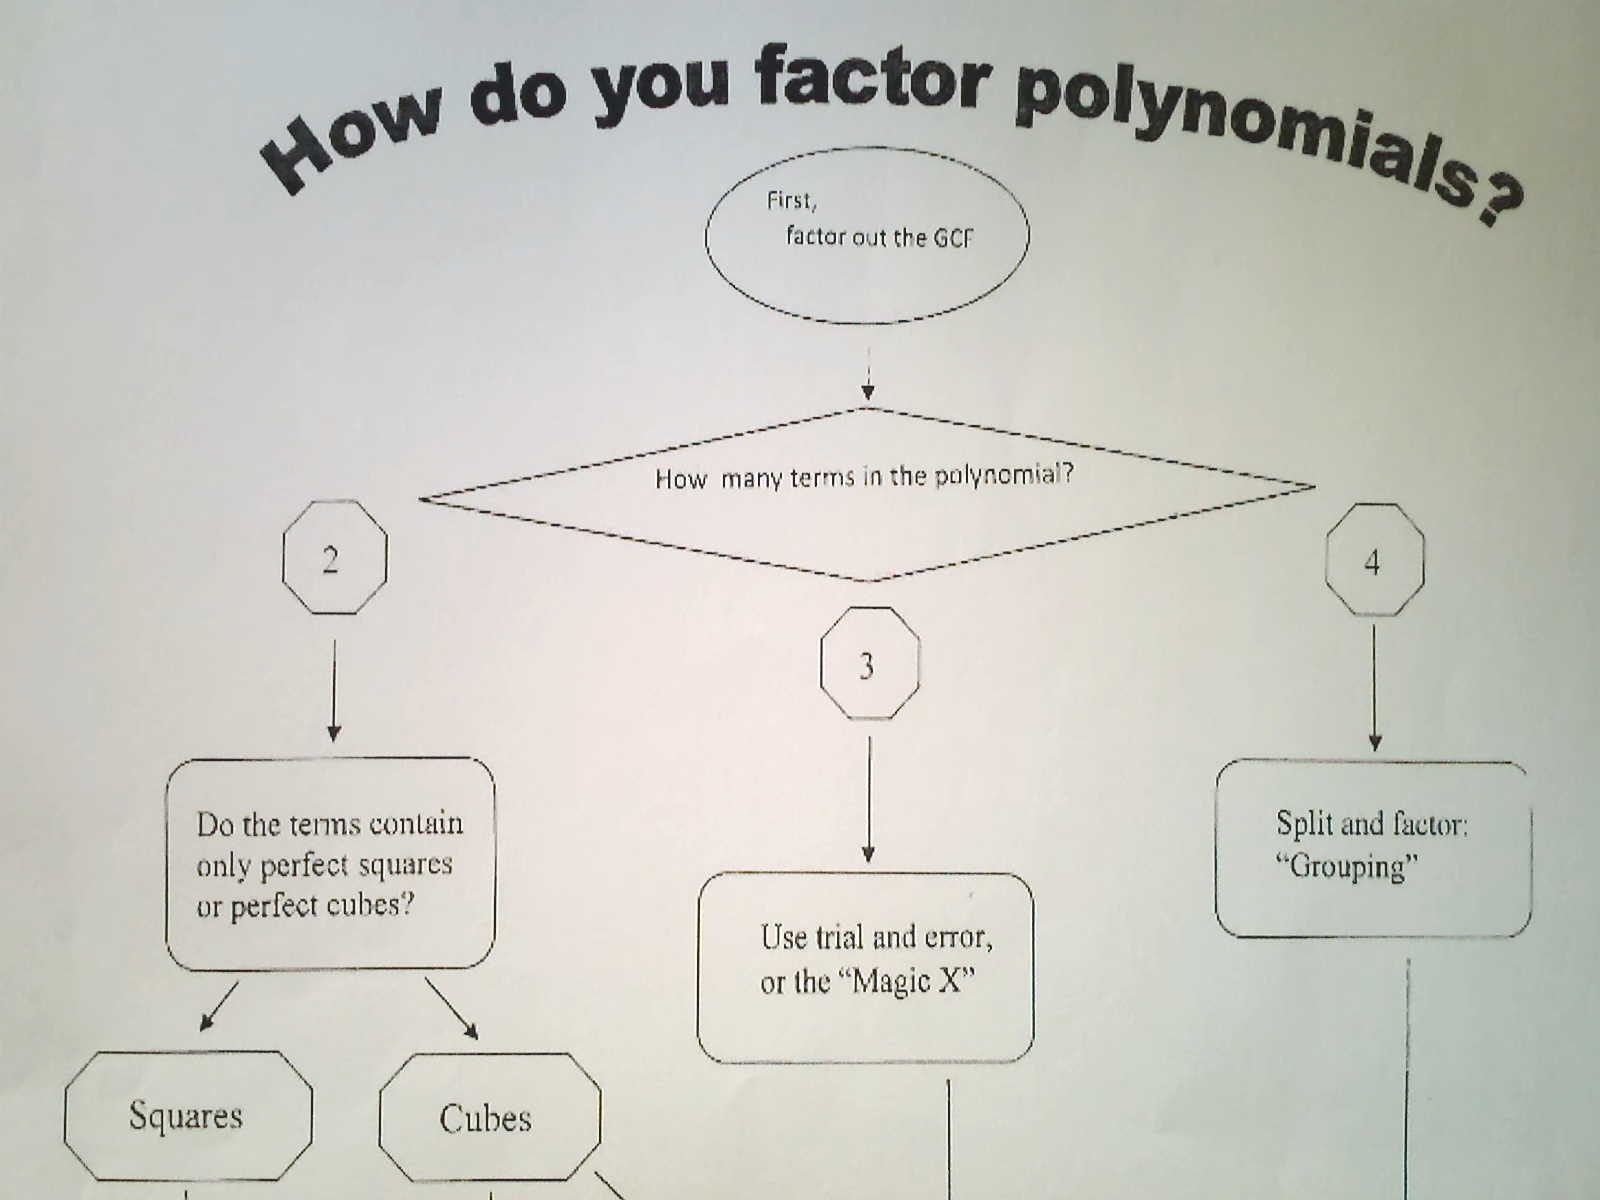 How do you factor polynomials?
First,
factor out the GCF
How many terms in the polynomial?
2
3
4
Do the terms contain
only perfect squares
or perfect cubes?
Use trial and error,
or the “Magic X”
Split and factor:
“Grouping”
Squares
Cubes